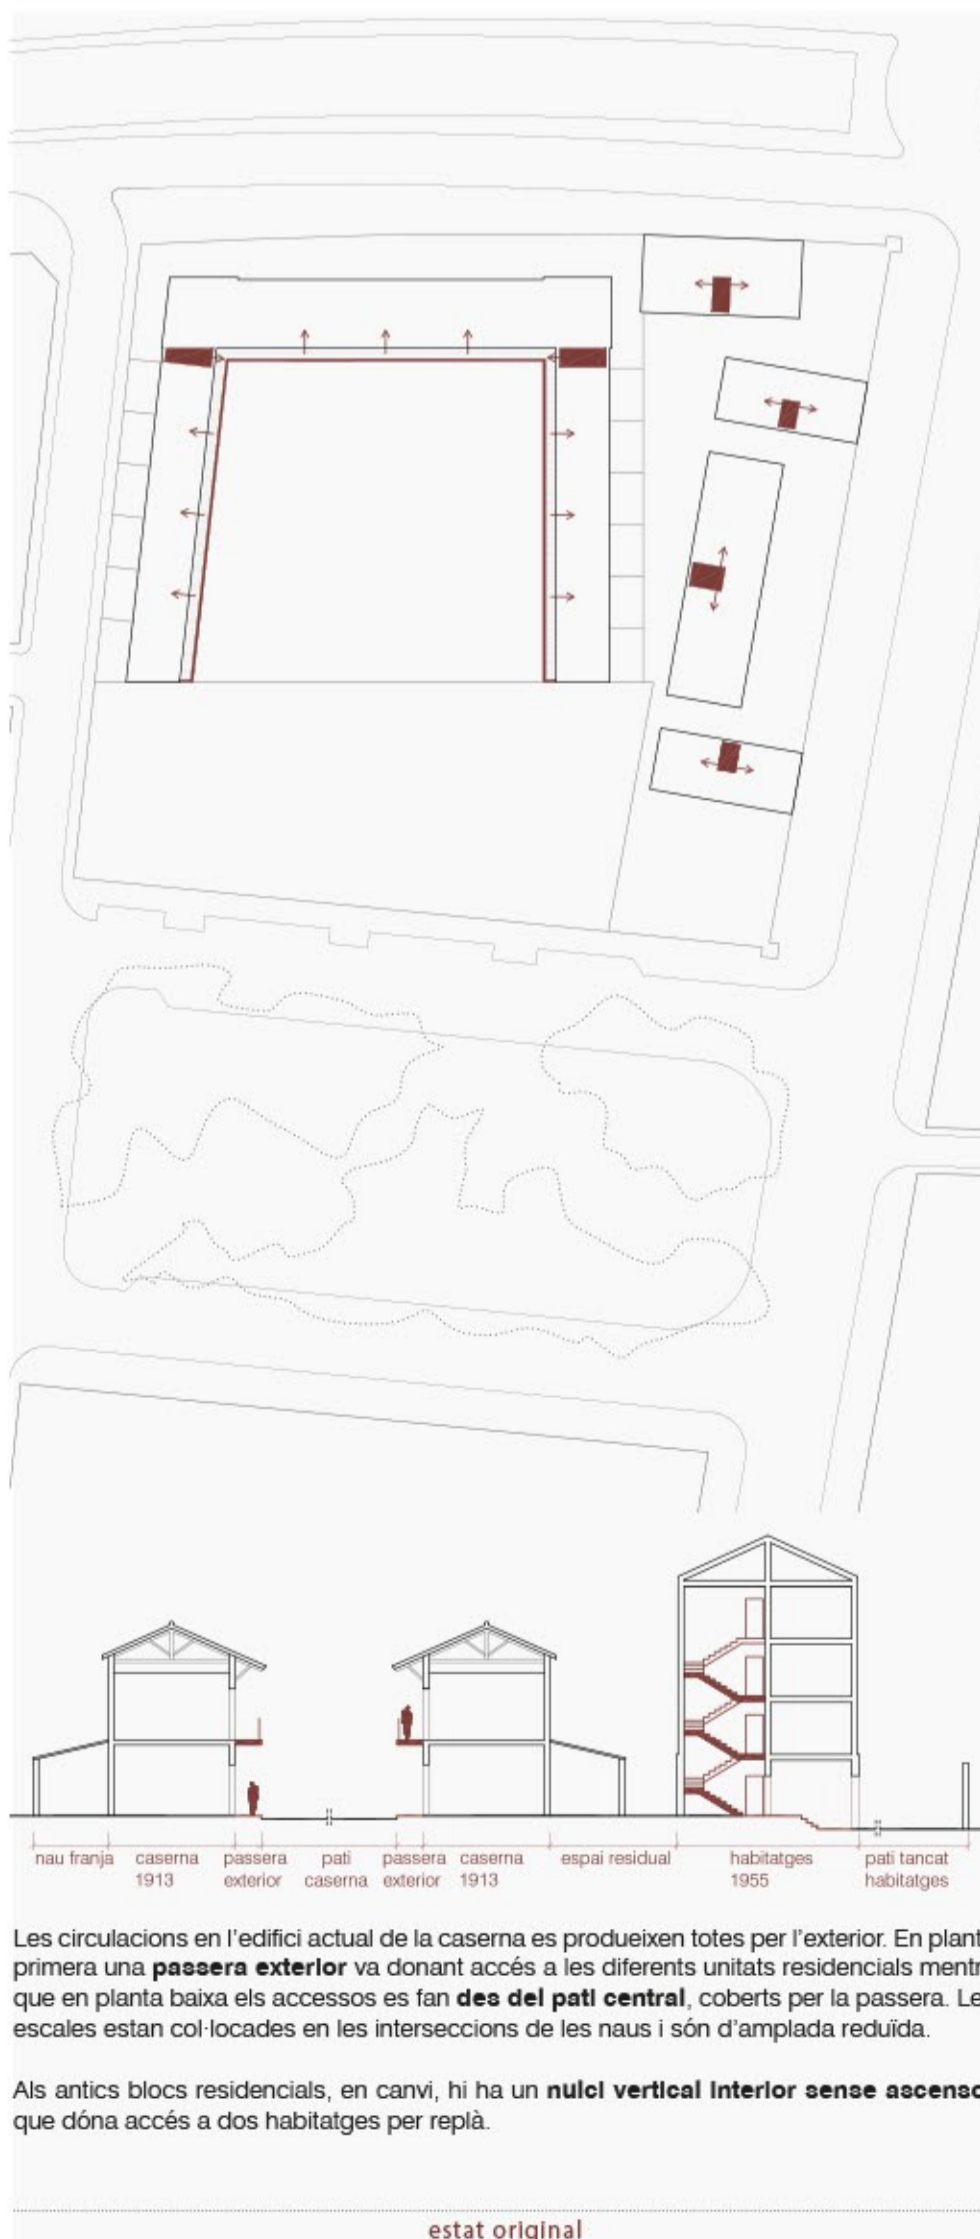 nau franja caserna passera pati passera caserna espai residual habitatges pati tancat
1913 exterior caserna exterior 1913 1955 habitatges
Les circulacions en l'edifici actual de la caserna es produeixen totes per l'exterior. En plant
primera una passera exterior va donant accés a les diferents unitats residencials mentr
que en planta baixa els accessos es fan des del pati central, coberts per la passera. Le
escales estan col·locades en les interseccions de les naus i són d'amplada reduïda.
Als antics blocs residencials, en canvi, hi ha un nuici vertical interior sense ascenso
que dóna accés a dos habitatges per replà.
estat original